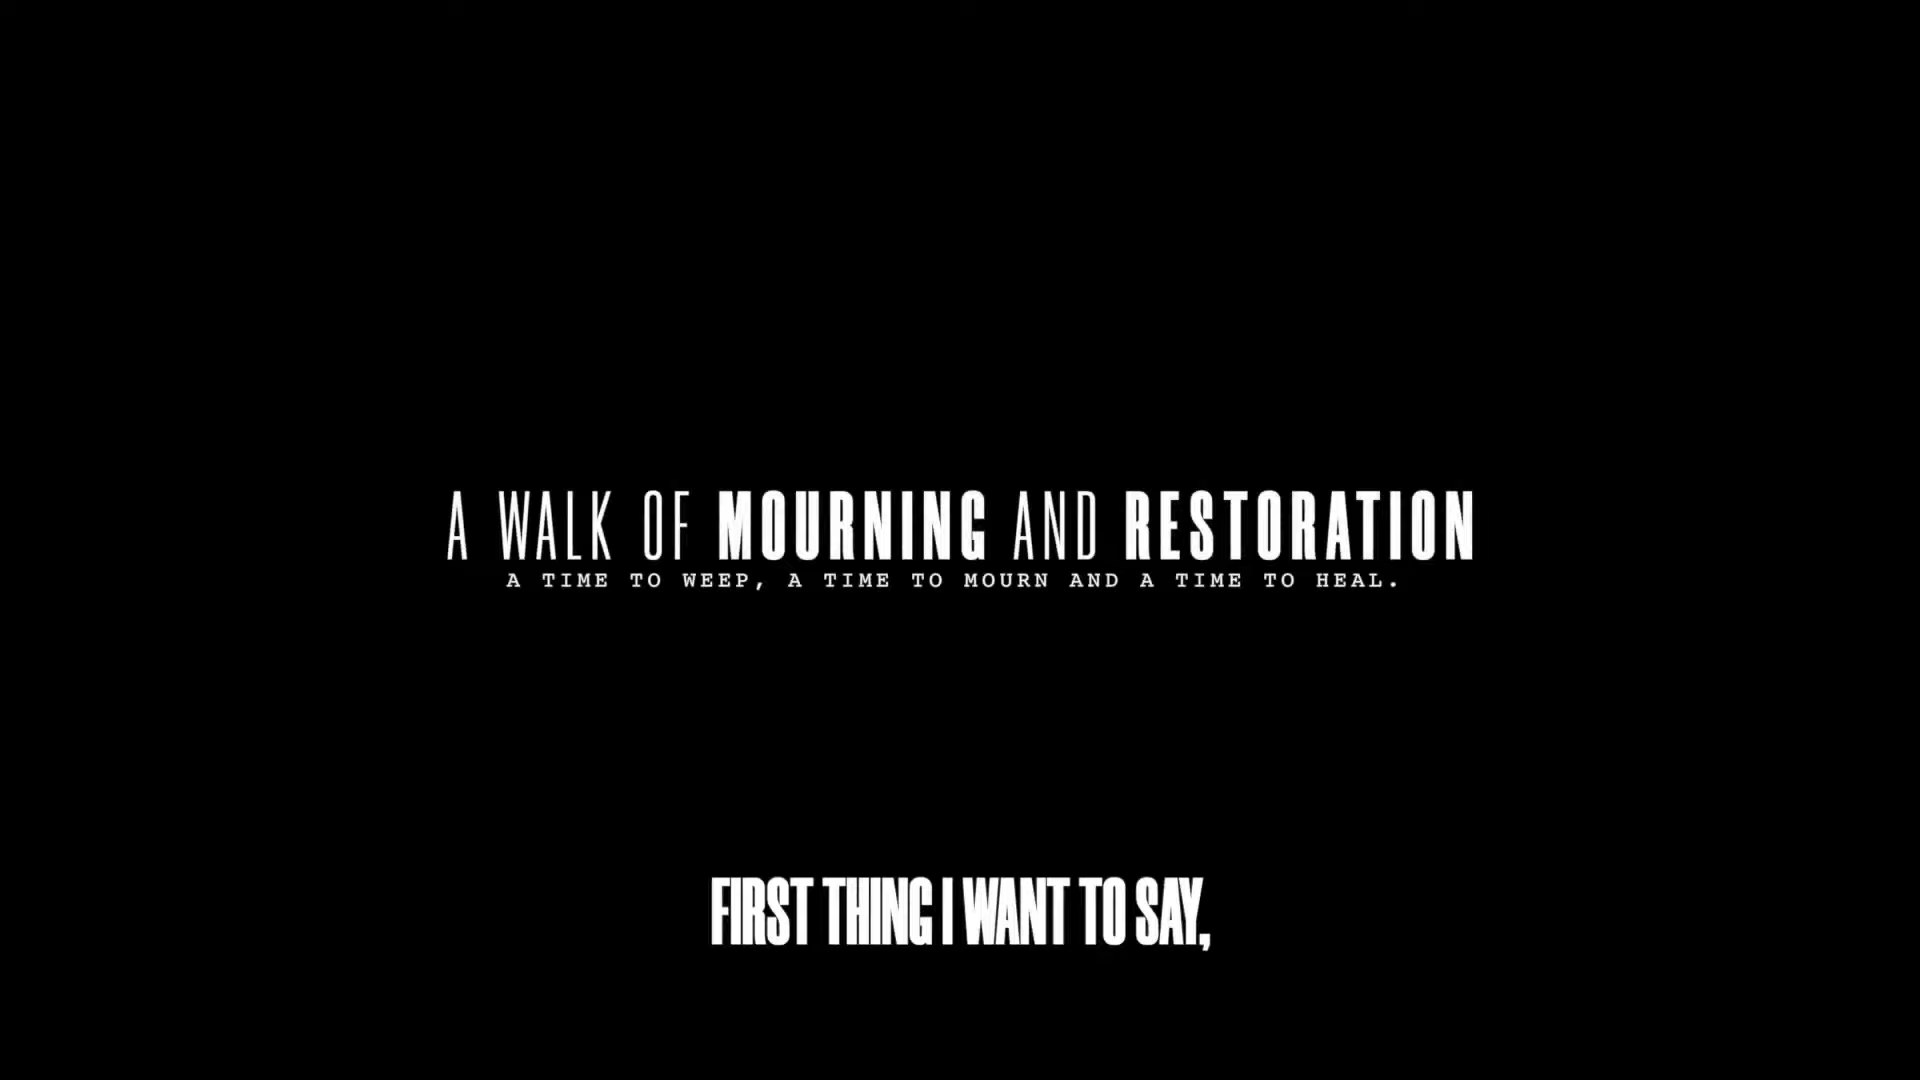 A WALK OF MOURNING AND RESTORATION
A TIME TO WEEP, A TIME TO MOURN AND A TIME TO HEAL.
FIRST THING I WANT TO SAY,